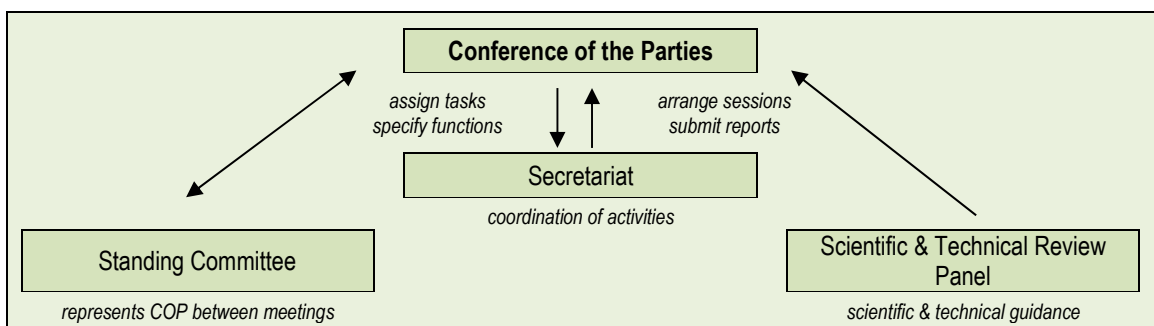 Conference of the Parties
assign tasks
specify functions
arrange sessions
submit reports
Secretariat
coordination of activities
Standing Committee
represents COP between meetings
Scientific & Technical Review
Panel
scientific & technical guidance